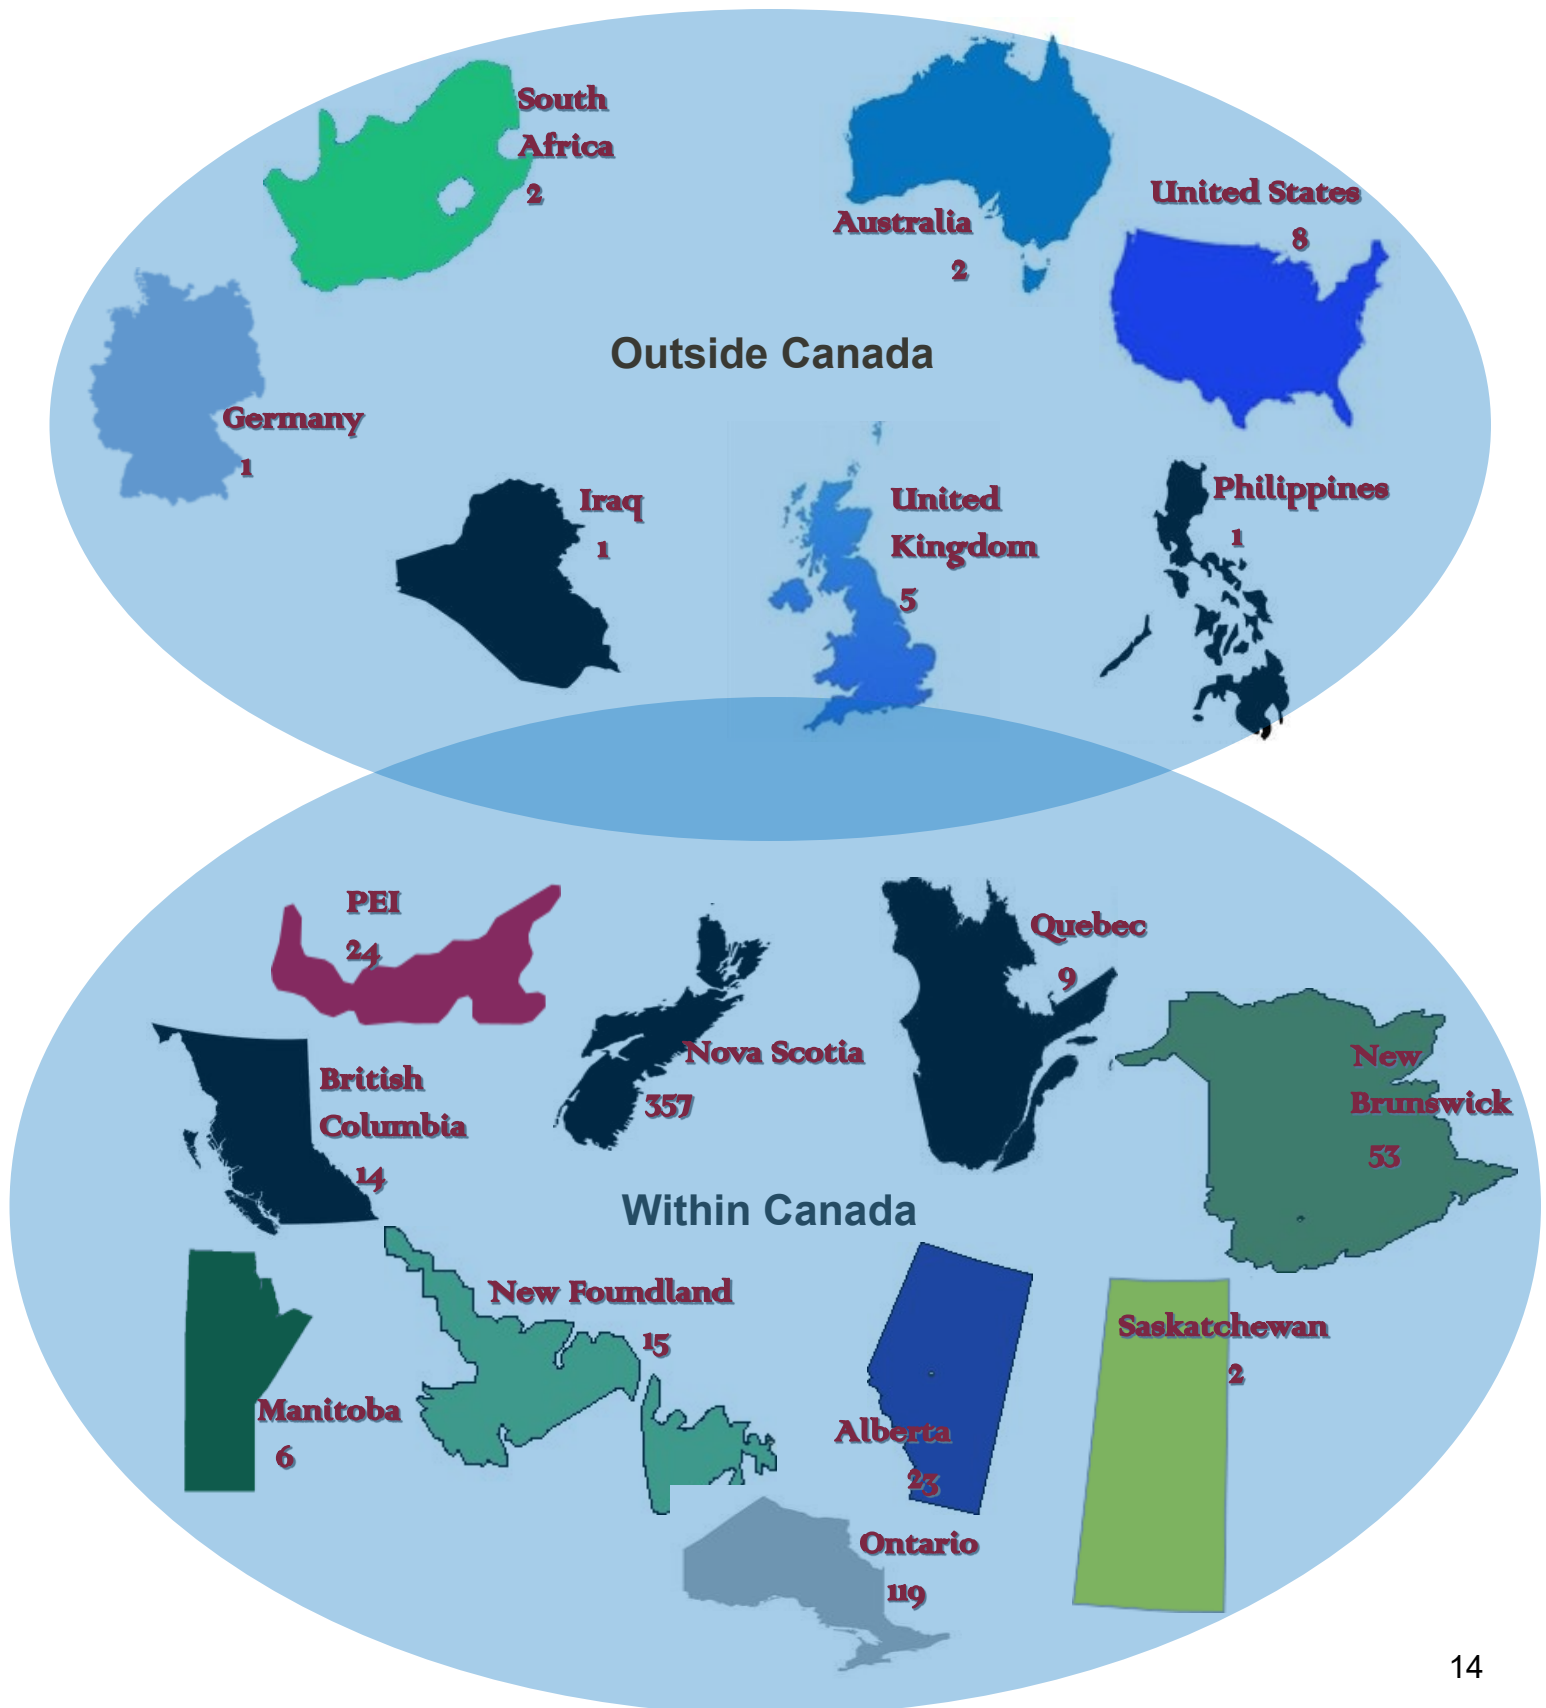 South
Africa
2
Australia
2
United States
8
Outside Canada
Germany
1
Iraq
1
United
Kingdom
5
Philippines
1
PEI
24
Quebec
9
Nova Scotia
357
New
Brunswick
53
British
Columbia
14
Within Canada
New Foundland
15
Saskatchewan
2
Manitoba
6
Alberta
23
Ontario
119
14